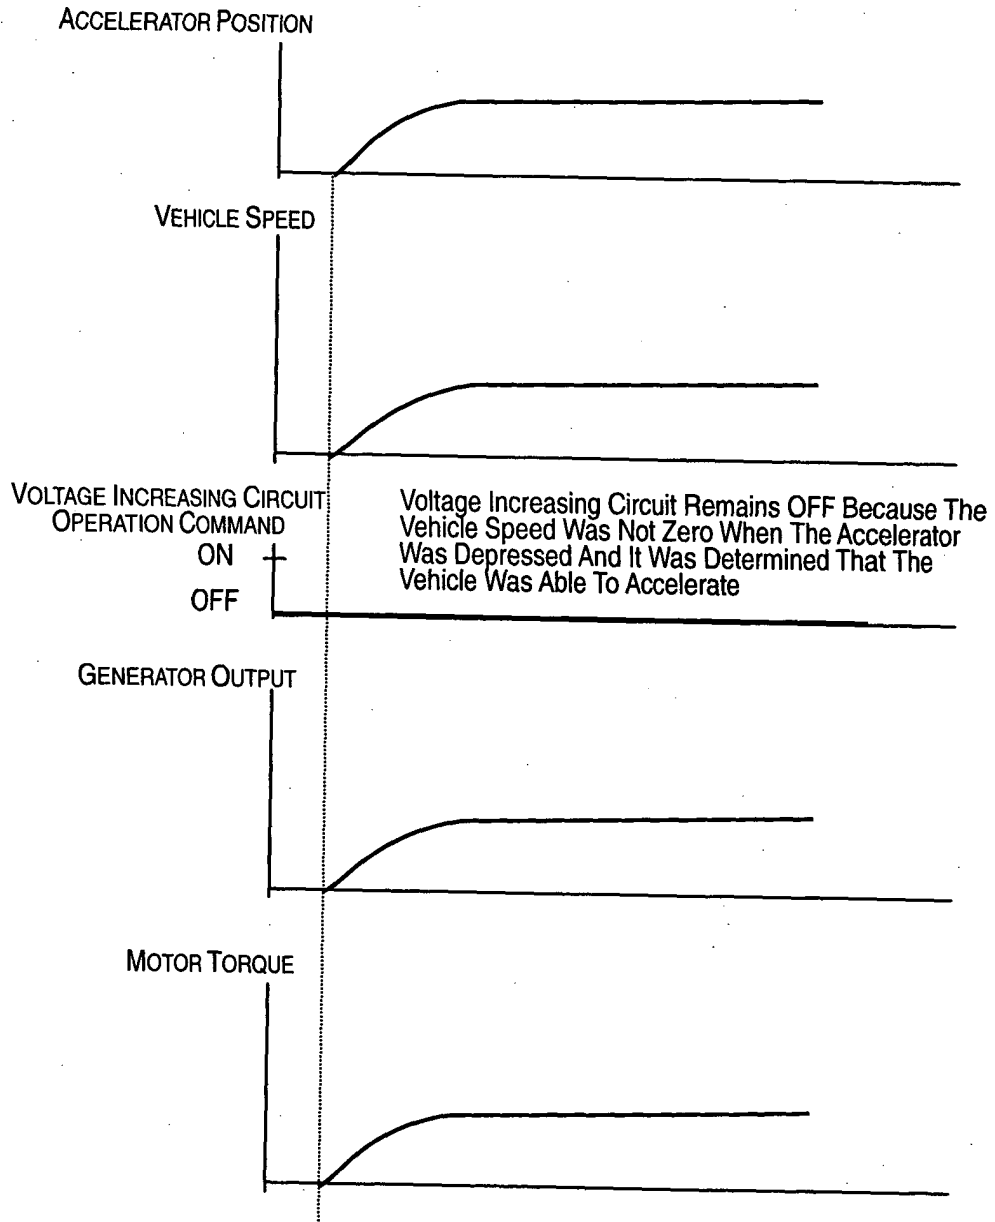 ACCELERATOR POSITION
VEHICLE SPEED
VOLTAGE INCREASING CIRCUIT
OPERATION COMMAND
ON
OFF
Voltage Increasing Circuit Remains OFF Because The
Vehicle Speed Was Not Zero When The Accelerator
Was Depressed And It Was Determined That The
Vehicle Was Able To Accelerate
GENERATOR OUTPUT
MOTOR TORQUE